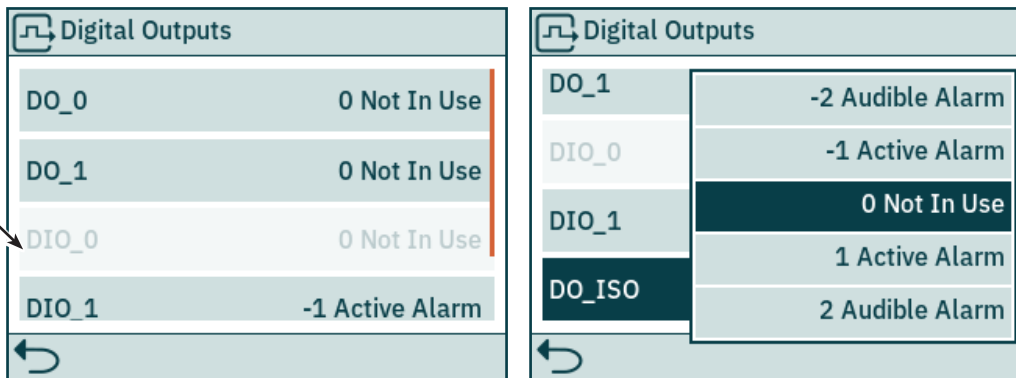 Digital Outputs
DO_0 0 Not In Use
DO_1 0 Not In Use
DIO_0 0 Not In Use
DIO_1 -1 Active Alarm
Digital Outputs
DO_1
DIO_0
DIO_1
DO_ISO
-2 Audible Alarm
-1 Active Alarm
0 Not In Use
1 Active Alarm
2 Audible Alarm